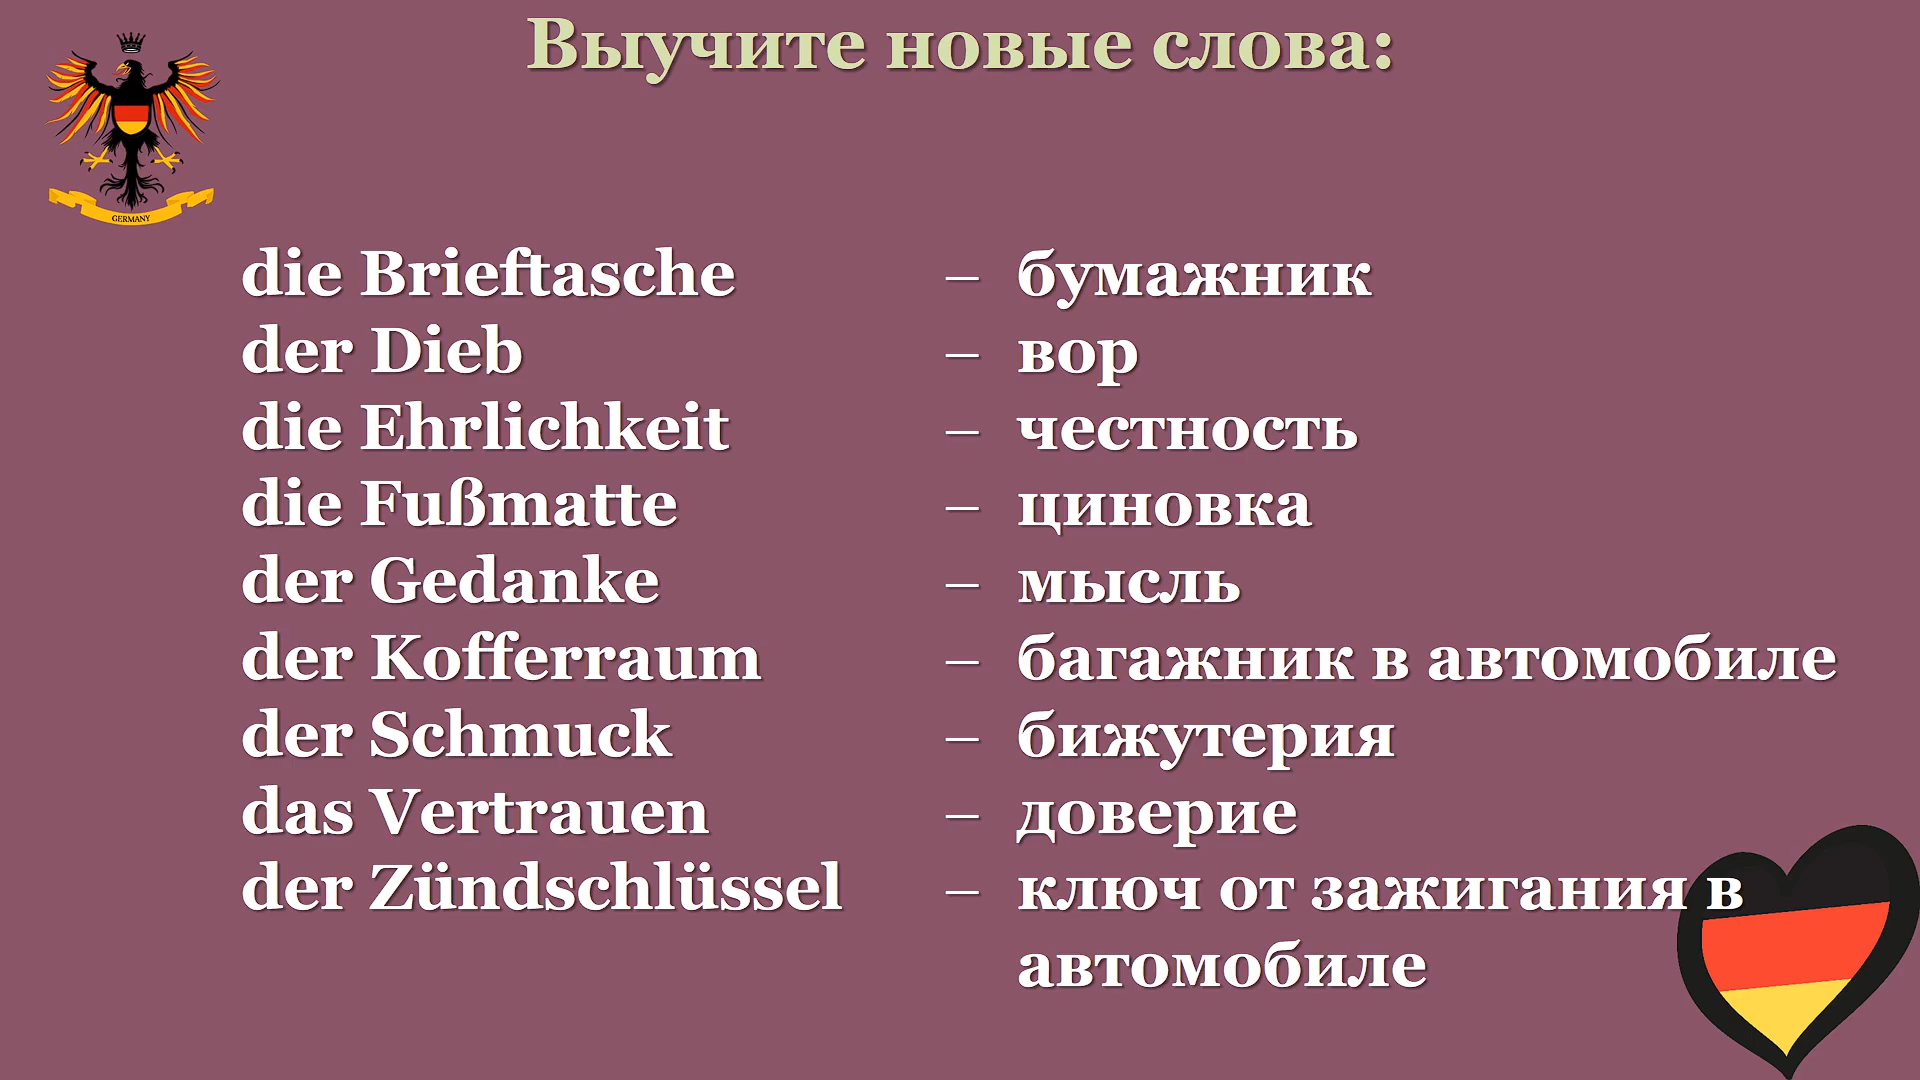 Выучите новые слова:
GERMANY
die Brieftasche – бумажник
der Dieb – вор
die Ehrlichkeit – честность
die Fußmatte – циновка
der Gedanke – мысль
der Kofferraum – багажник в автомобиле
der Schmuck – бижутерия
das Vertrauen – доверие
der Zündschlüssel – ключ от зажигания в
автомобиле